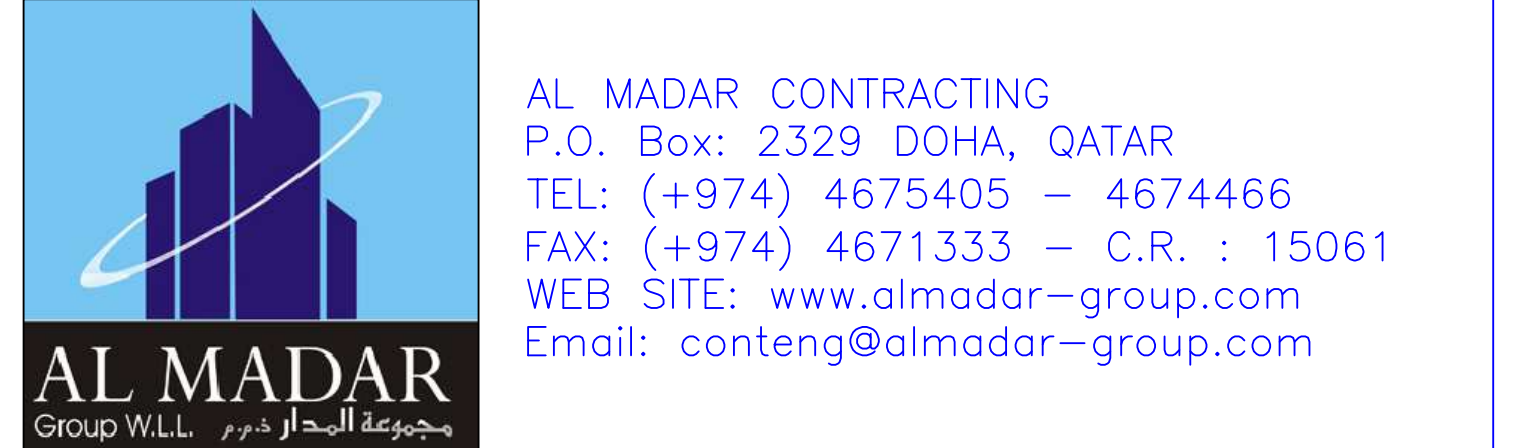 AL MADAR
Group W.L.L. مجموعة المدار ذ.م.م
AL MADAR CONTRACTING
P.O. Box: 2329 DOHA, QATAR
TEL: (+974) 4675405 – 4674466
FAX: (+974) 4671333 – C.R. : 15061
WEB SITE: www.almadar–group.com
Email: conteng@almadar–group.com